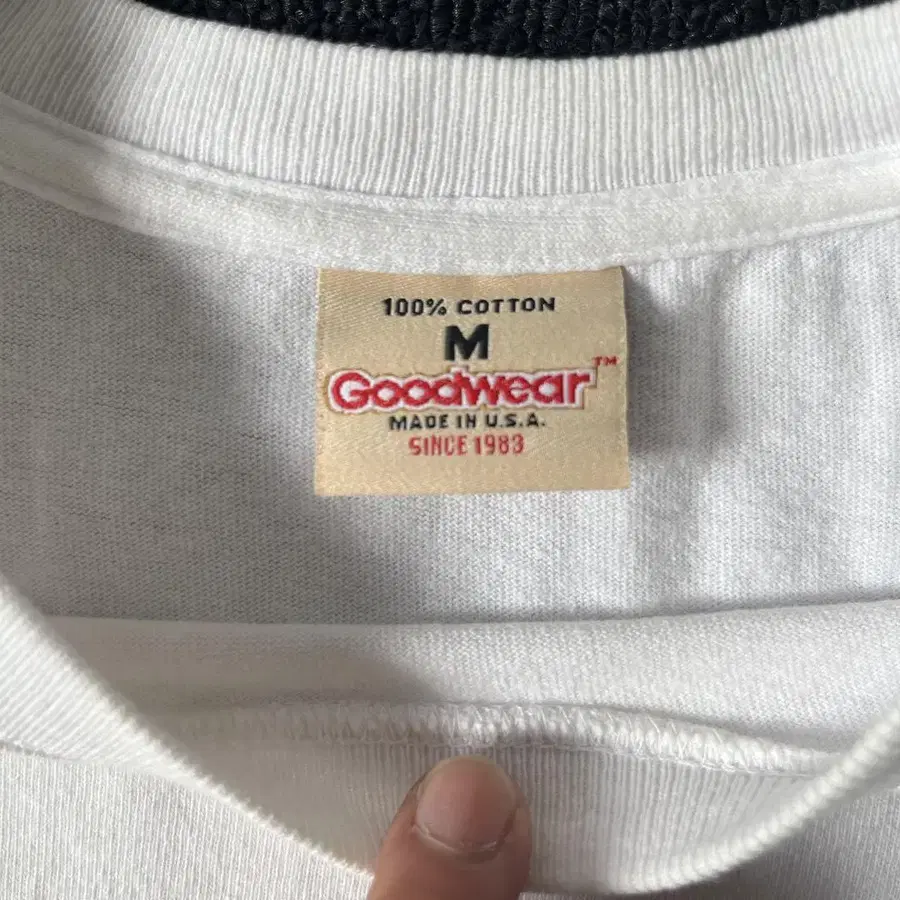 100% COTTON
M
Goodwear™
MADE IN U.S.A.
SINCE 1983